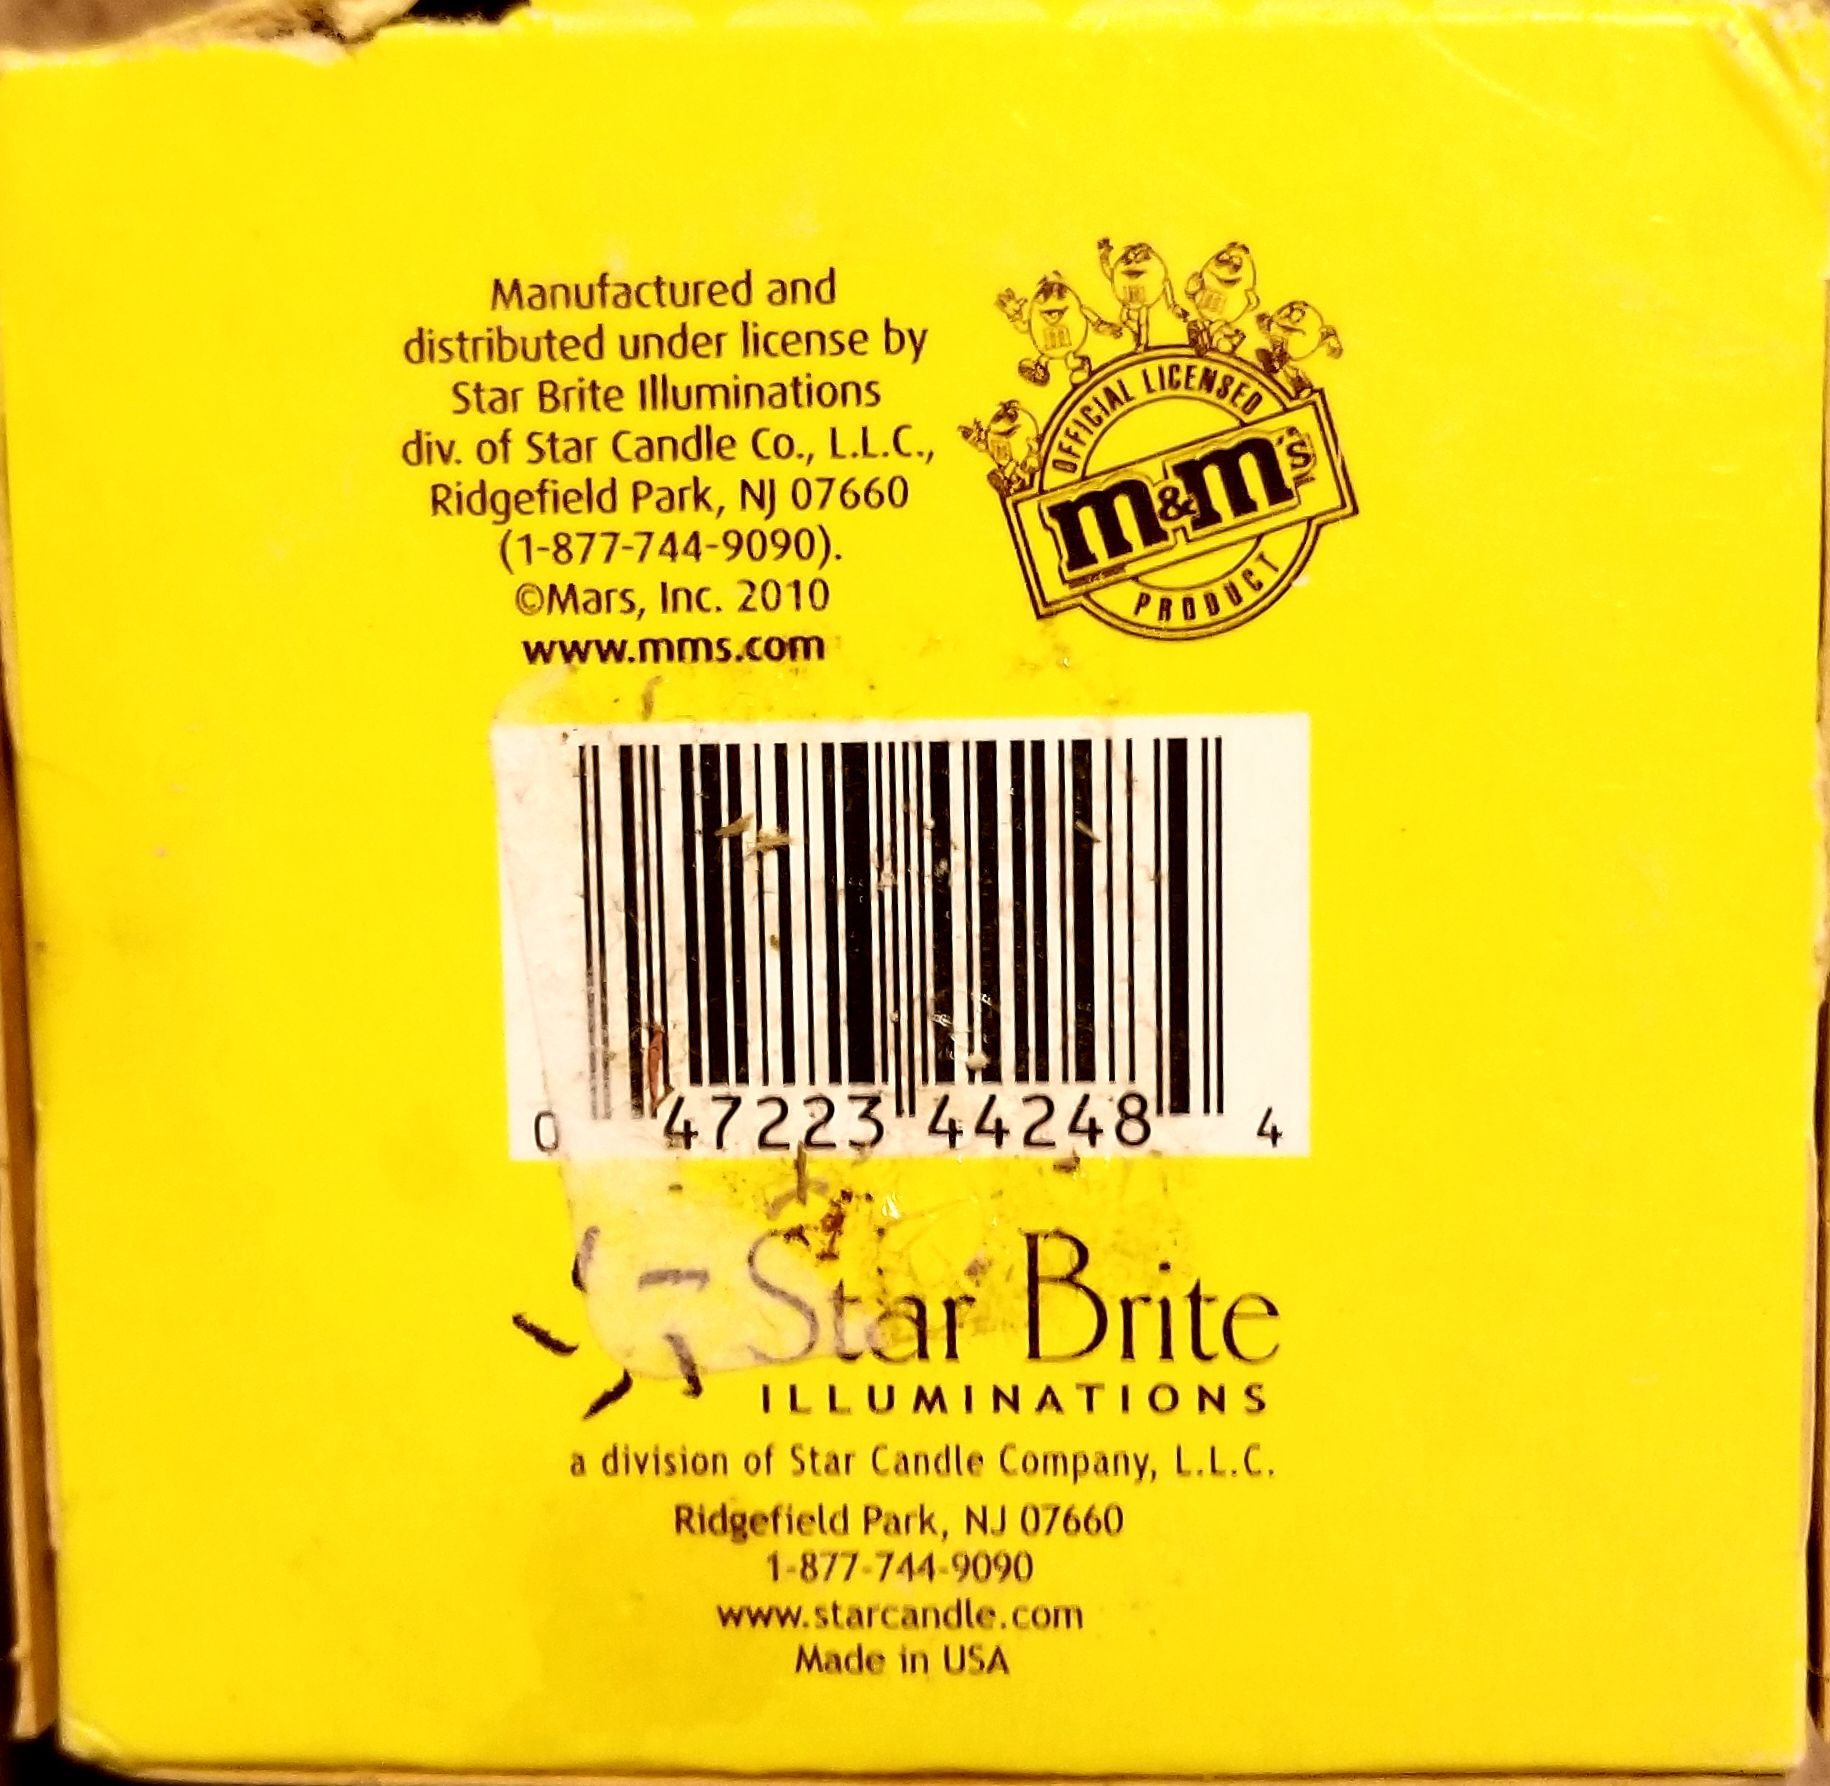 Manufactured and
distributed under license by
Star Brite Illuminations
div. of Star Candle Co., L.L.C.,
Ridgefield Park, NJ 07660
(1-877-744-9090).
©Mars, Inc. 2010
www.mms.com
OFFICIAL LICENSED
m&m's
PRODUCT
0 47223 44248 4
Star Brite
ILLUMINATIONS
a division of Star Candle Company, L.L.C.
Ridgefield Park, NJ 07660
1-877-744-9090
www.starcandle.com
Made in USA